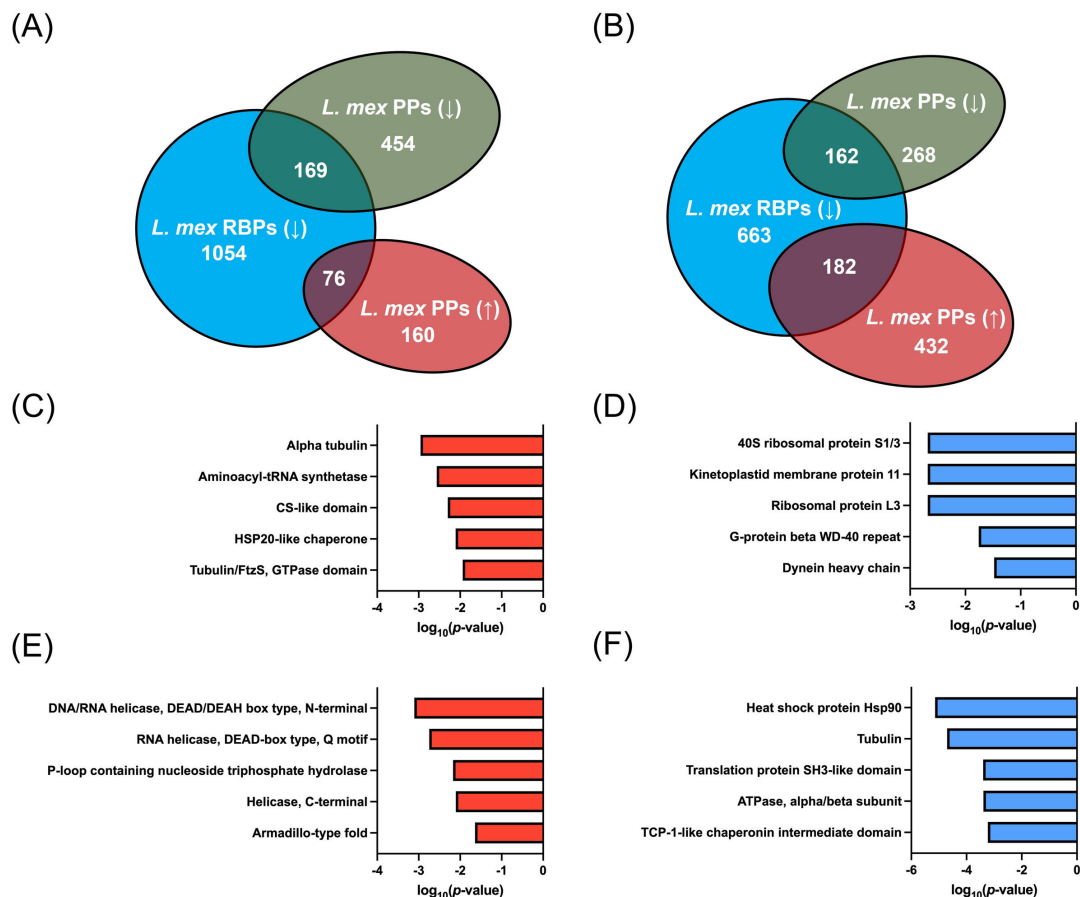 (A)
L. mex PPs (↓)
454
169
L. mex RBPs (↓)
1054
76
L. mex PPs (↑)
160
(B)
L. mex PPs (↓)
162
268
L. mex RBPs (↓)
663
182
L. mex PPs (↑)
432
(C)
Alpha tubulin
Aminoacyl-tRNA synthetase
CS-like domain
HSP20-like chaperone
Tubulin/FtzS, GTPase domain
-4 -3 -2 -1 0
log10(p-value)
(D)
40S ribosomal protein S1/3
Kinetoplastid membrane protein 11
Ribosomal protein L3
G-protein beta WD-40 repeat
Dynein heavy chain
-3 -2 -1 0
log10(p-value)
(E)
DNA/RNA helicase, DEAD/DEAH box type, N-terminal
RNA helicase, DEAD-box type, Q motif
P-loop containing nucleoside triphosphate hydrolase
Helicase, C-terminal
Armadillo-type fold
-4 -3 -2 -1 0
log10(p-value)
(F)
Heat shock protein Hsp90
Tubulin
Translation protein SH3-like domain
ATPase, alpha/beta subunit
TCP-1-like chaperonin intermediate domain
-6 -4 -2 0
log10(p-value)